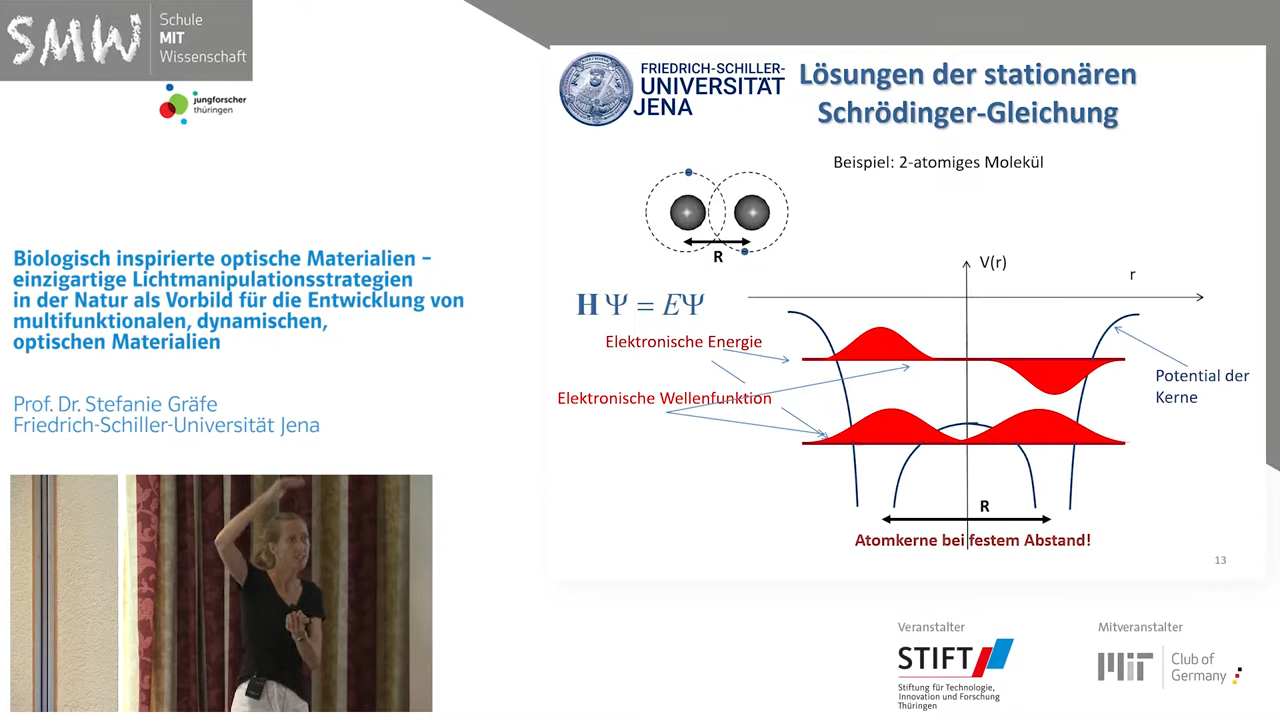 SMW
Schule
MIT
Wissenschaft
jungforscher
thüringen
Biologisch inspirierte optische Materialien –
einzigartige Lichtmanipulationsstrategien
in der Natur als Vorbild für die Entwicklung von
multifunktionalen, dynamischen,
optischen Materialien
Prof. Dr. Stefanie Gräfe
Friedrich-Schiller-Universität Jena
FRIEDRICH-SCHILLER-
UNIVERSITÄT
JENA
Lösungen der stationären
Schrödinger-Gleichung
Beispiel: 2-atomiges Molekül
R
V(r)
r
H Ψ = EΨ
Elektronische Energie
Elektronische Wellenfunktion
Potential der
Kerne
R
Atomkerne bei festem Abstand!
13
Veranstalter
STIFT
Stiftung für Technologie,
Innovation und Forschung
Thüringen
Mitveranstalter
MIT
Club of
Germany